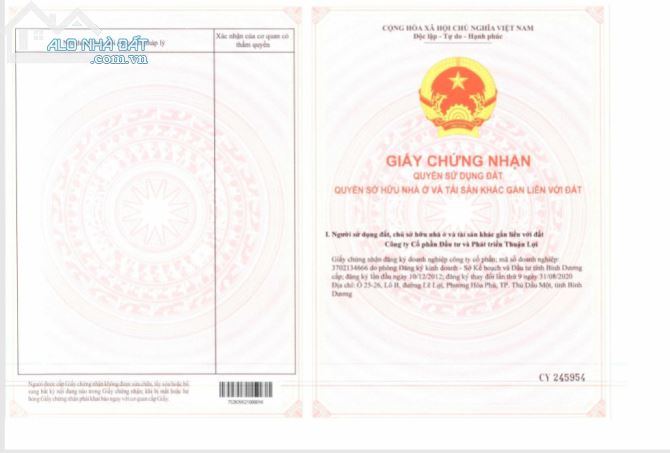 ALO NHÀ ĐẤT
pháp lý
Xác nhận của cơ quan có
thẩm quyền
Người được cấp Giấy chứng nhận không được sửa chữa, tẩy xóa hoặc bổ
sung bất kỳ nội dung nào trong Giấy chứng nhận; khi bị mất hoặc hư
hỏng Giấy chứng nhận phải khai báo ngay với cơ quan cấp Giấy.
CỘNG HÒA XÃ HỘI CHỦ NGHĨA VIỆT NAM
Độc lập - Tự do - Hạnh phúc
GIẤY CHỨNG NHẬN
QUYỀN SỬ DỤNG ĐẤT
QUYỀN SỞ HỮU NHÀ Ở VÀ TÀI SẢN KHÁC GẮN LIỀN VỚI ĐẤT
I. Người sử dụng đất, chủ sở hữu nhà ở và tài sản khác gắn liền với đất
Công ty Cổ phần Đầu tư và Phát triển Thuận Lợi
Giấy chứng nhận đăng ký doanh nghiệp công ty cổ phần; mã số doanh nghiệp:
3702134666 do phòng Đăng ký kinh doanh - Sở Kế hoạch và Đầu tư tỉnh Bình Dương
cấp; đăng ký lần đầu ngày 10/12/2012; đăng ký thay đổi lần thứ 9 ngày 31/08/2020
Địa chỉ: Ô 25-26, Lô B, đường Lê Lợi, Phường Hòa Phú, TP. Thủ Dầu Một, tỉnh Bình
Dương
CY 245954